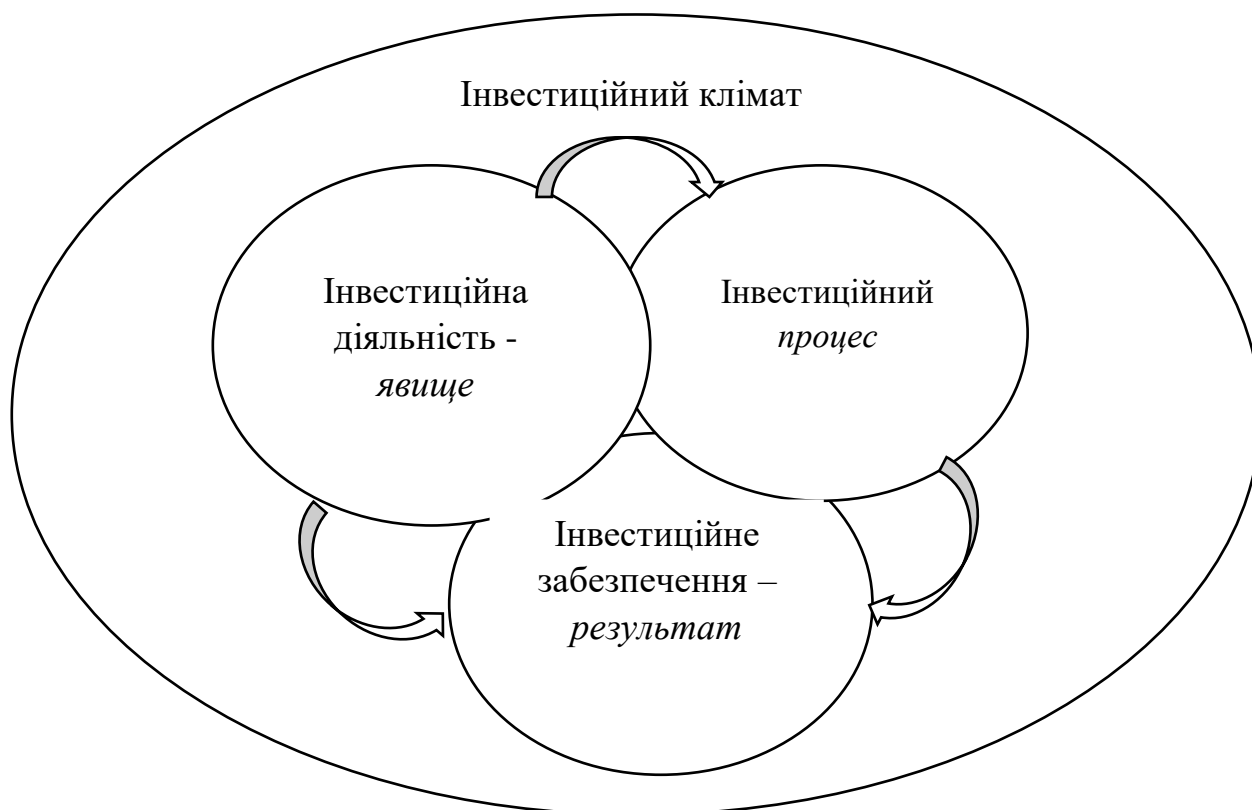 Інвестиційний клімат
Інвестиційна
діяльність -
явище
Інвестиційний
процес
Інвестиційне
забезпечення –
результат